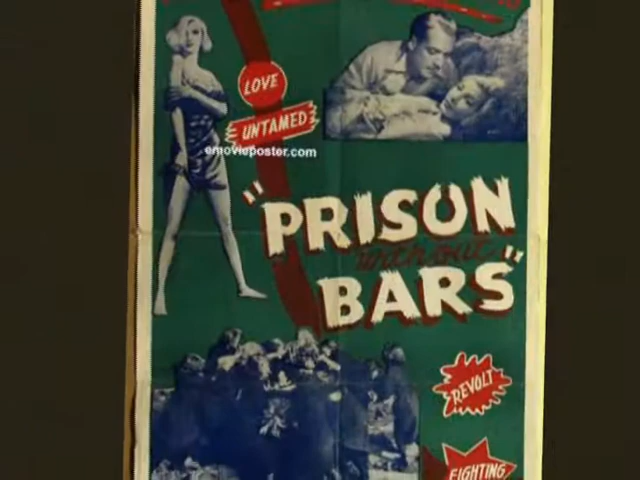 LOVE
UNTAMED
emovieposter.com
"PRISON
without
BARS"
REVOLT
FIGHTING